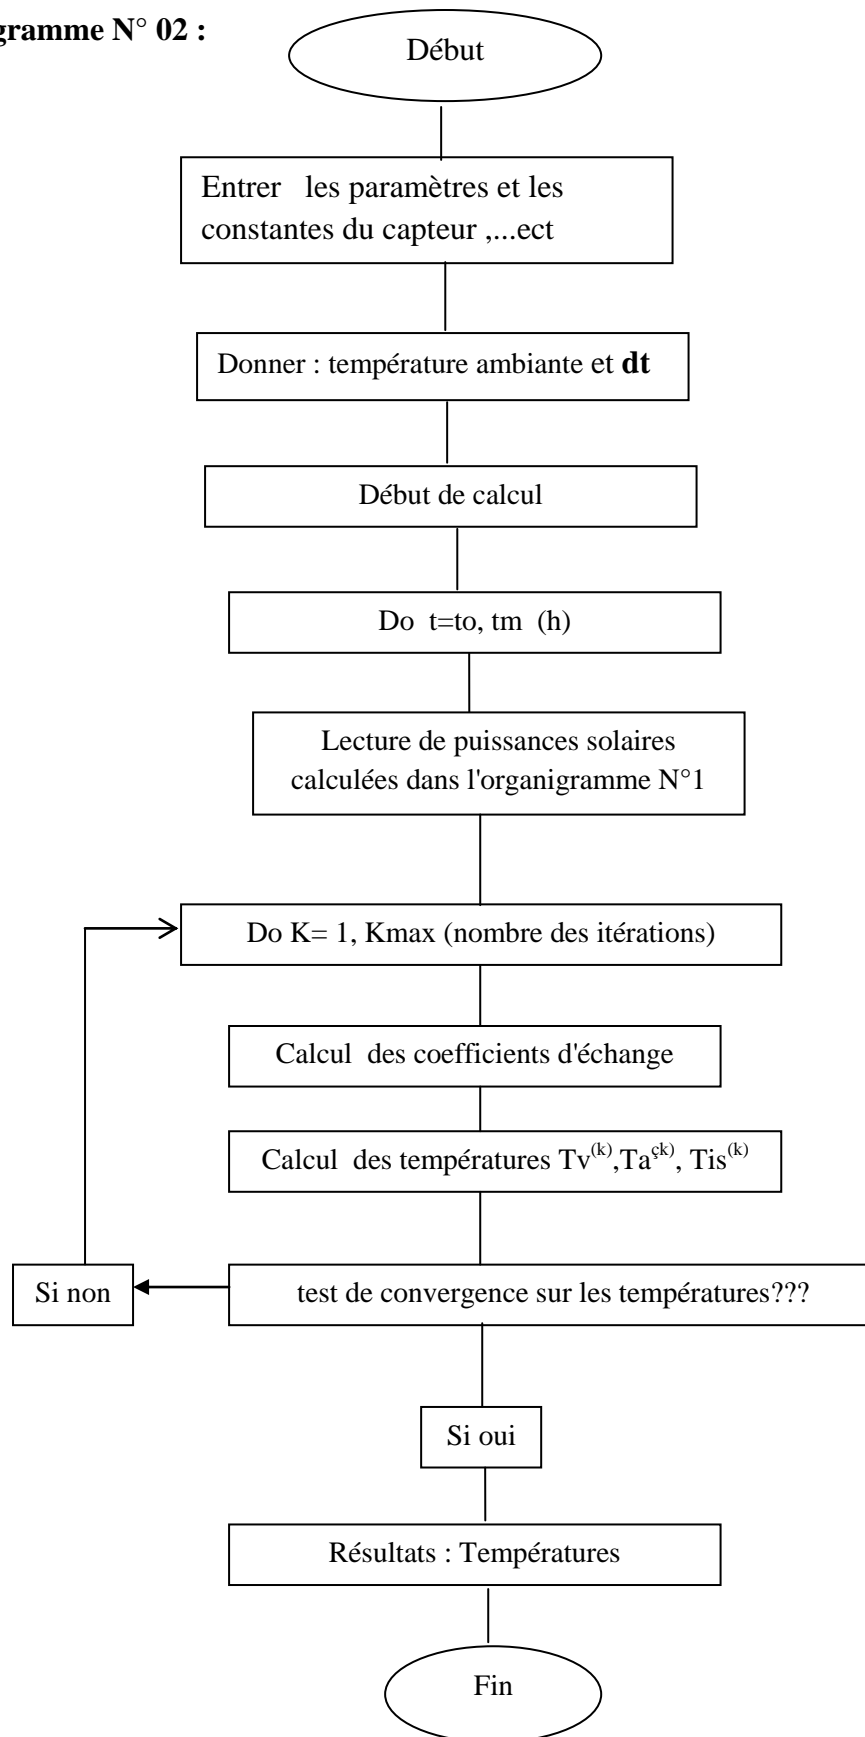 gramme N° 02 :
Début
Entrer les paramètres et les
constantes du capteur ,...ect
Donner : température ambiante et dt
Début de calcul
Do t=to, tm (h)
Lecture de puissances solaires
calculées dans l'organigramme N°1
Do K= 1, Kmax (nombre des itérations)
Calcul des coefficients d'échange
Calcul des températures Tv(k),Taçk), Tis(k)
Si non
test de convergence sur les températures???
Si oui
Résultats : Températures
Fin